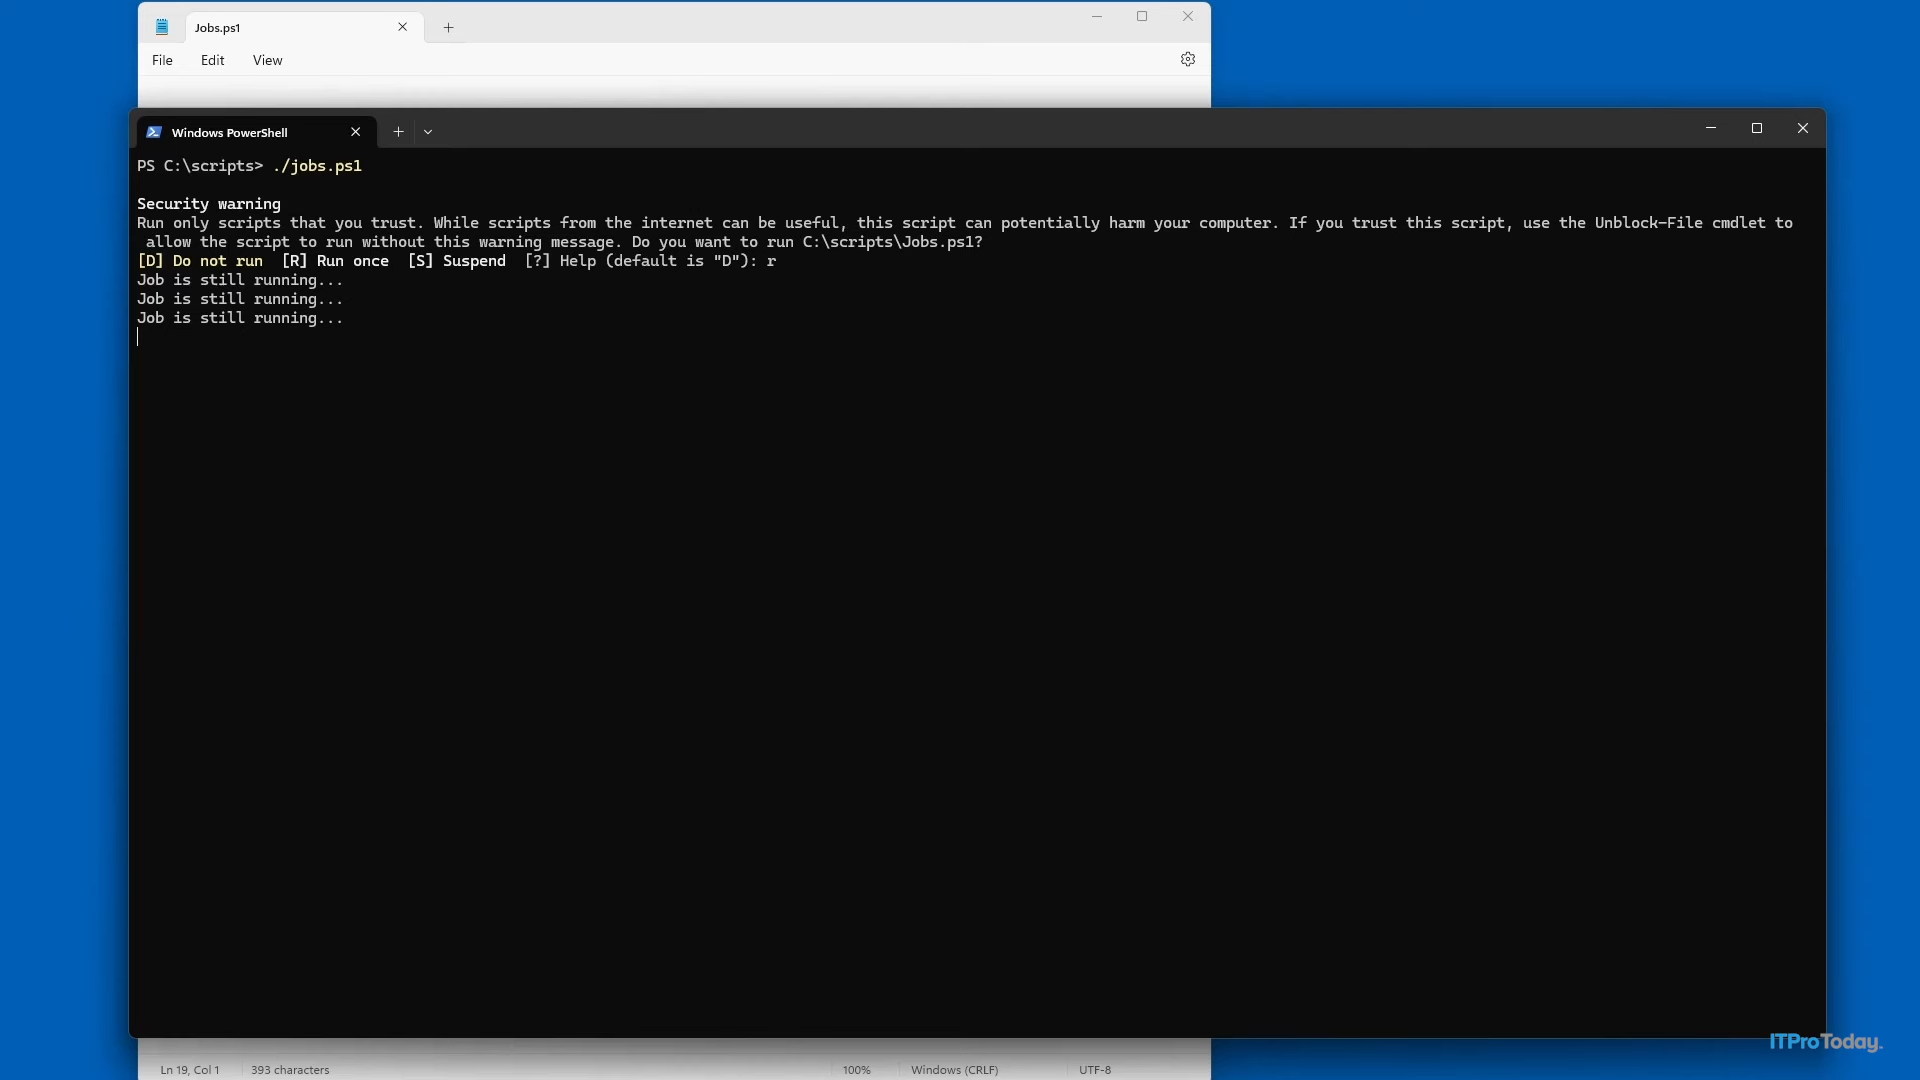 Jobs.ps1
File Edit View
Windows PowerShell
PS C:\scripts> ./jobs.ps1
Security warning
Run only scripts that you trust. While scripts from the internet can be useful, this script can potentially harm your computer. If you trust this script, use the Unblock-File cmdlet to
allow the script to run without this warning message. Do you want to run C:\scripts\Jobs.ps1?
[D] Do not run [R] Run once [S] Suspend [?] Help (default is "D"): r
Job is still running...
Job is still running...
Job is still running...
ITProToday.
Ln 19, Col 1 393 characters 100% Windows (CRLF) UTF-8